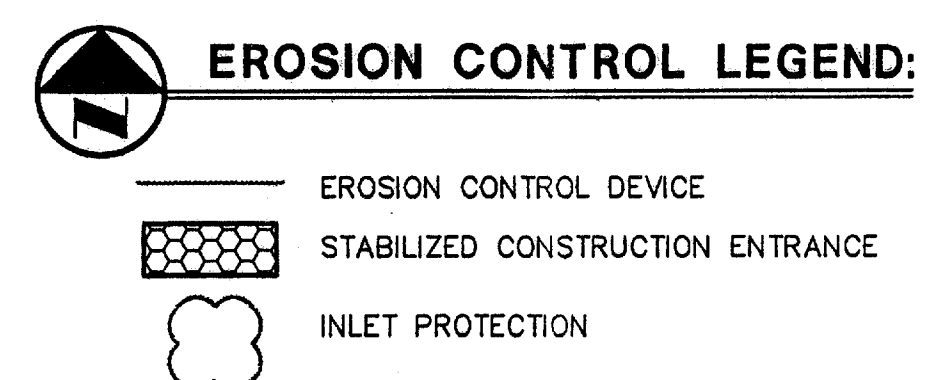 EROSION CONTROL LEGEND:
N
EROSION CONTROL DEVICE
STABILIZED CONSTRUCTION ENTRANCE
INLET PROTECTION